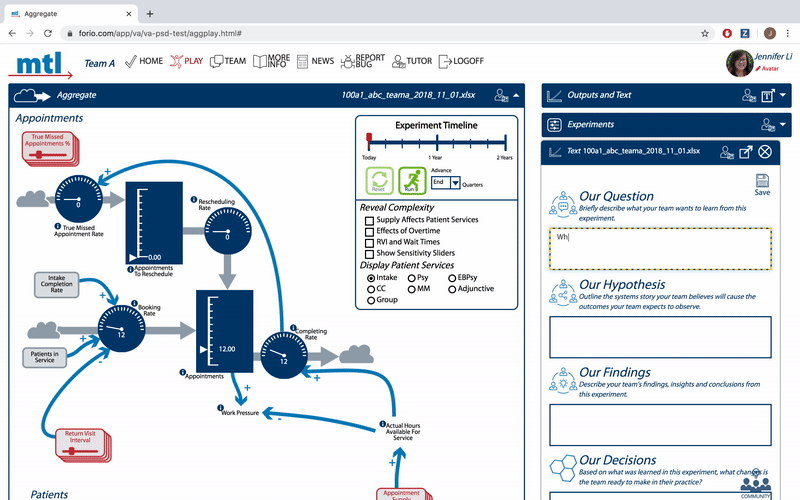 Aggregate
forio.com/app/va/va-psd-test/aggplay.html#
J
mtl
Team A
HOME
PLAY
TEAM
MORE
INFO
NEWS
REPORT
BUG
TUTOR
LOGOFF
Jennifer Li
Avatar
Aggregate
100a1_abc_teama_2018_11_01.xlsx
Appointments
True Missed
Appointments %
0
True Missed
Appointment Rate
0.00
Appointments
To Reschedule
Rescheduling
Rate
0
Intake
Completion
Rate
Booking
Rate
12
Patients in
Service
12.00
Appointments
Completing
Rate
12
Work Pressure
Actual Hours
Available For
Service
Return Visit
Interval
Appointment
Supply
Patients
Experiment Timeline
Today
1 Year
2 Years
Reset
Run
Advance
End
Quarters
Reveal Complexity
Supply Affects Patient Services
Effects of Overtime
RVI and Wait Times
Show Sensitivity Sliders
Display Patient Services
Intake
Psy
EBPsy
CC
MM
Adjunctive
Group
Outputs and Text
Experiments
Text 100a1_abc_teama_2018_11_01.xlsx
Save
Our Question
Briefly describe what your team wants to learn from this
experiment.
Wh
Our Hypothesis
Outline the systems story your team believes will cause the
outcomes your team expects to observe.
Our Findings
Describe your team's findings, insights and conclusions from
this experiment.
Our Decisions
Based on what was learned in this experiment, what changes is
the team ready to make in their practice?
COMMUNITY